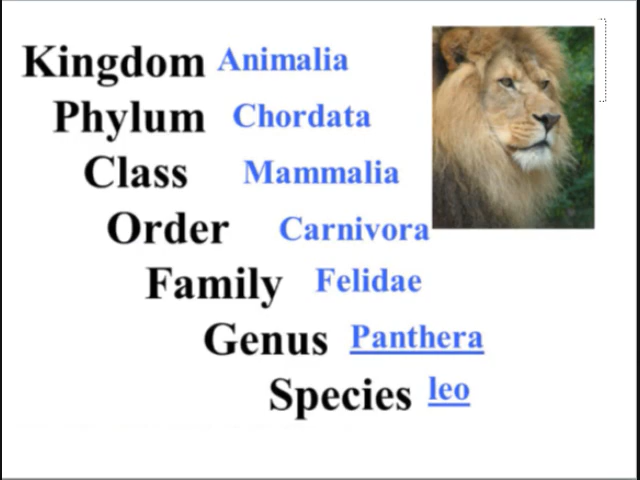 Kingdom Animalia
Phylum Chordata
Class Mammalia
Order Carnivora
Family Felidae
Genus Panthera
Species leo